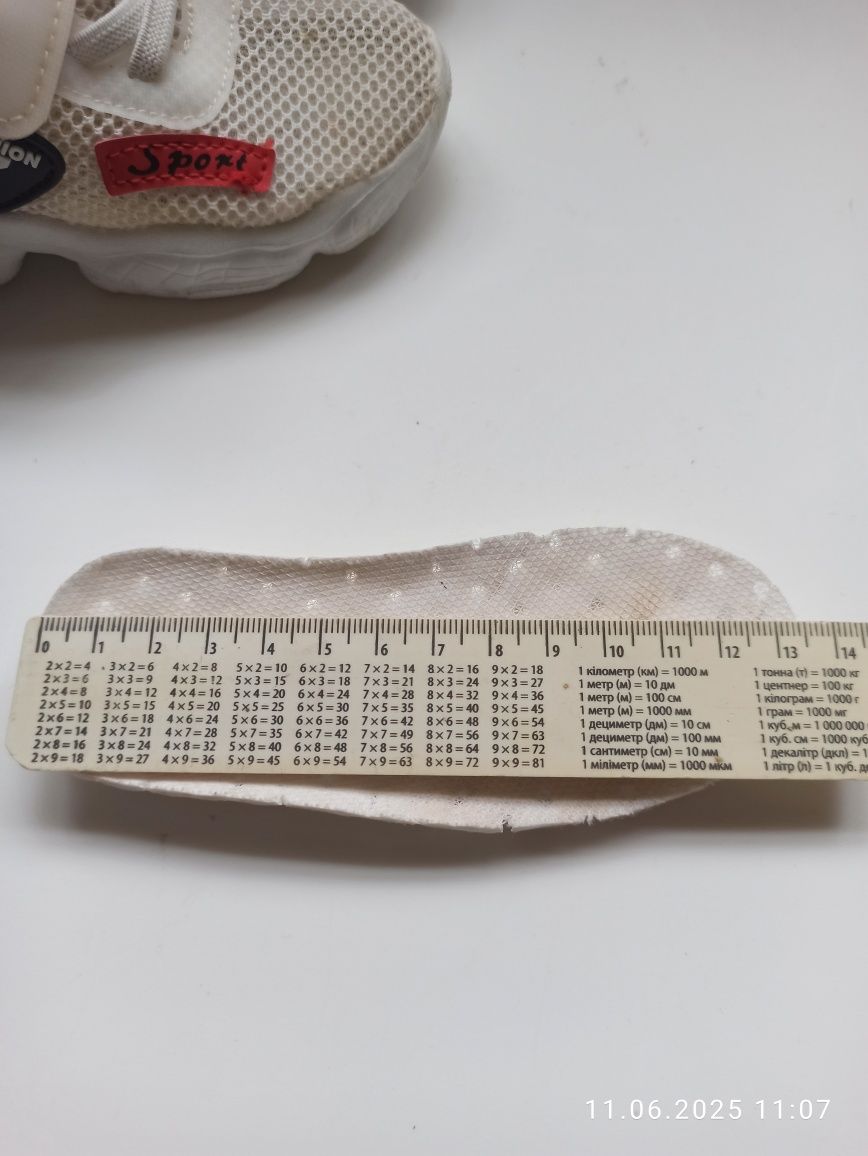 Sport
0 1 2 3 4 5 6 7 8 9 10 11 12 13 14
2×2=4 3×2=6 4×2=8 5×2=10 6×2=12 7×2=14 8×2=16 9×2=18 1 кілометр (км) = 1000 м 1 тонна (т) = 1000 кг
2×3=6 3×3=9 4×3=12 5×3=15 6×3=18 7×3=21 8×3=24 9×3=27 1 метр (м) = 10 дм 1 центнер = 100 кг
2×4=8 3×4=12 4×4=16 5×4=20 6×4=24 7×4=28 8×4=32 9×4=36 1 метр (м) = 100 см 1 кілограм = 1000 г
2×5=10 3×5=15 4×5=20 5×5=25 6×5=30 7×5=35 8×5=40 9×5=45 1 метр (м) = 1000 мм 1 грам = 1000 мг
2×6=12 3×6=18 4×6=24 5×6=30 6×6=36 7×6=42 8×6=48 9×6=54 1 дециметр (дм) = 10 см 1 куб.м = 1 000 000
2×7=14 3×7=21 4×7=28 5×7=35 6×7=42 7×7=49 8×7=56 9×7=63 1 дециметр (дм) = 100 мм 1 куб. см = 1000 куб
2×8=16 3×8=24 4×8=32 5×8=40 6×8=48 7×8=56 8×8=64 9×8=72 1 сантиметр (см) = 10 мм 1 декалітр (дкл) = 1
2×9=18 3×9=27 4×9=36 5×9=45 6×9=54 7×9=63 8×9=72 9×9=81 1 міліметр (мм) = 1000 мкм 1 літр (л) = 1 куб. д
11.06.2025 11:07